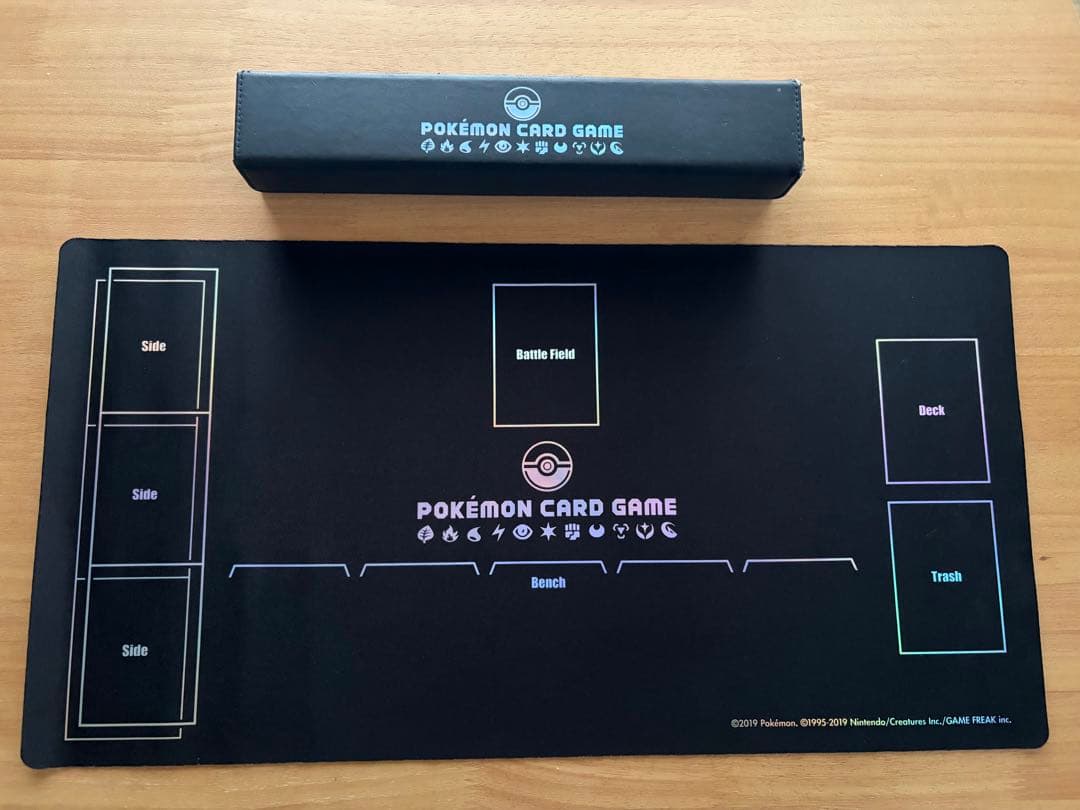 POKÉMON CARD GAME
Side
Battle Field
Deck
Side
POKÉMON CARD GAME
Bench
Trash
Side
©2019 Pokémon. ©1995-2019 Nintendo/Creatures Inc./GAME FREAK inc.